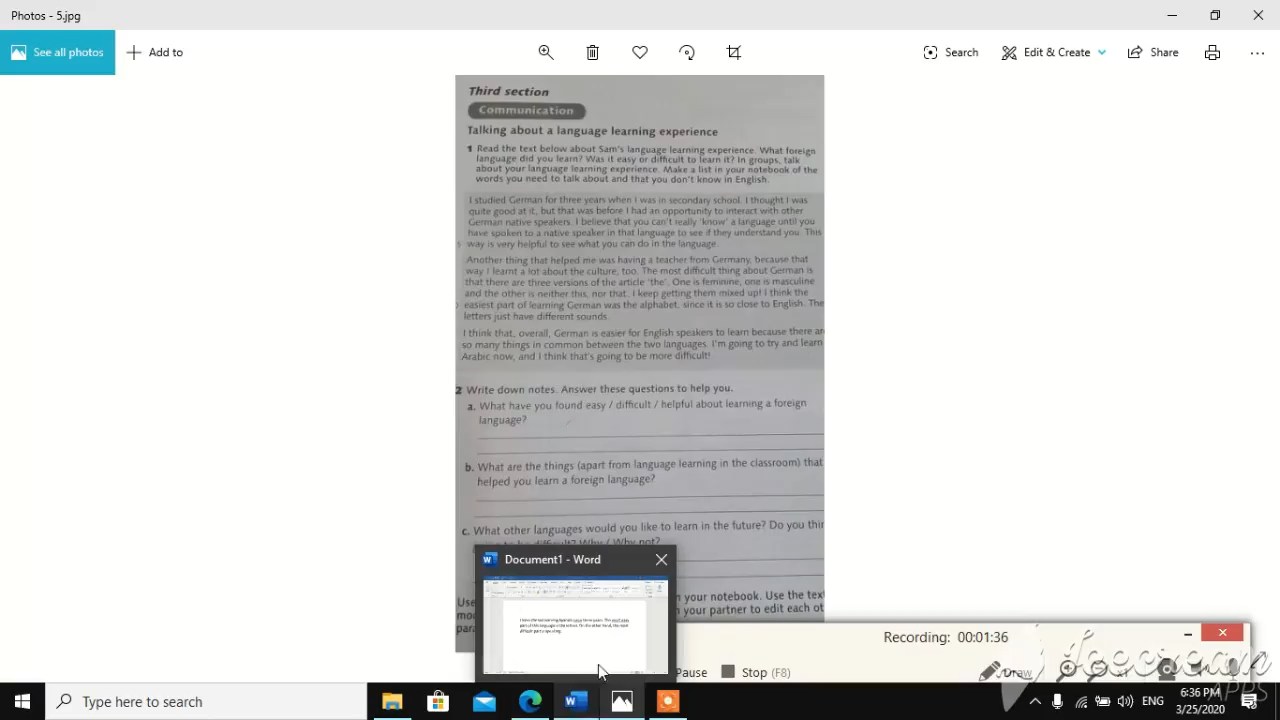 Photos - 5.jpg
See all photos
Add to
Search
Edit & Create
Share
Third section
Communication
Talking about a language learning experience
1 Read the text below about Sam's language learning experience. What foreign
language did you learn? Was it easy or difficult to learn it? In groups, talk
about your language learning experience. Make a list in your notebook of the
words you need to talk about and that you don't know in English.
I studied German for three years when I was in secondary school. I thought I was
quite good at it, but that was before I had an opportunity to interact with other
German native speakers. I believe that you can't really 'know' a language until you
have spoken to a native speaker in that language to see if they understand you. This
5 way is very helpful to see what you can do in the language.
Another thing that helped me was having a teacher from Germany, because that
way I learnt a lot about the culture, too. The most difficult thing about German is
that there are three versions of the article 'the'. One is feminine, one is masculine
and the other is neither this, nor that. I keep getting them mixed up! I think the
easiest part of learning German was the alphabet, since it is so close to English. The
letters just have different sounds.
I think that, overall, German is easier for English speakers to learn because there ar
so many things in common between the two languages. I'm going to try and learn
Arabic now, and I think that's going to be more difficult!
2 Write down notes. Answer these questions to help you.
a. What have you found easy / difficult / helpful about learning a foreign
language?
b. What are the things (apart from language learning in the classroom) that
helped you learn a foreign language?
c. What other languages would you like to learn in the future? Do you thin
to be difficult? Why / Why not?
Document1 - Word
Use
your notebook. Use the tex
your partner to edit each ot
para
Recording: 00:01:36
Pause
Stop (F8)
Draw
APPS
Type here to search
ENG
6:36 PM
3/25/2020